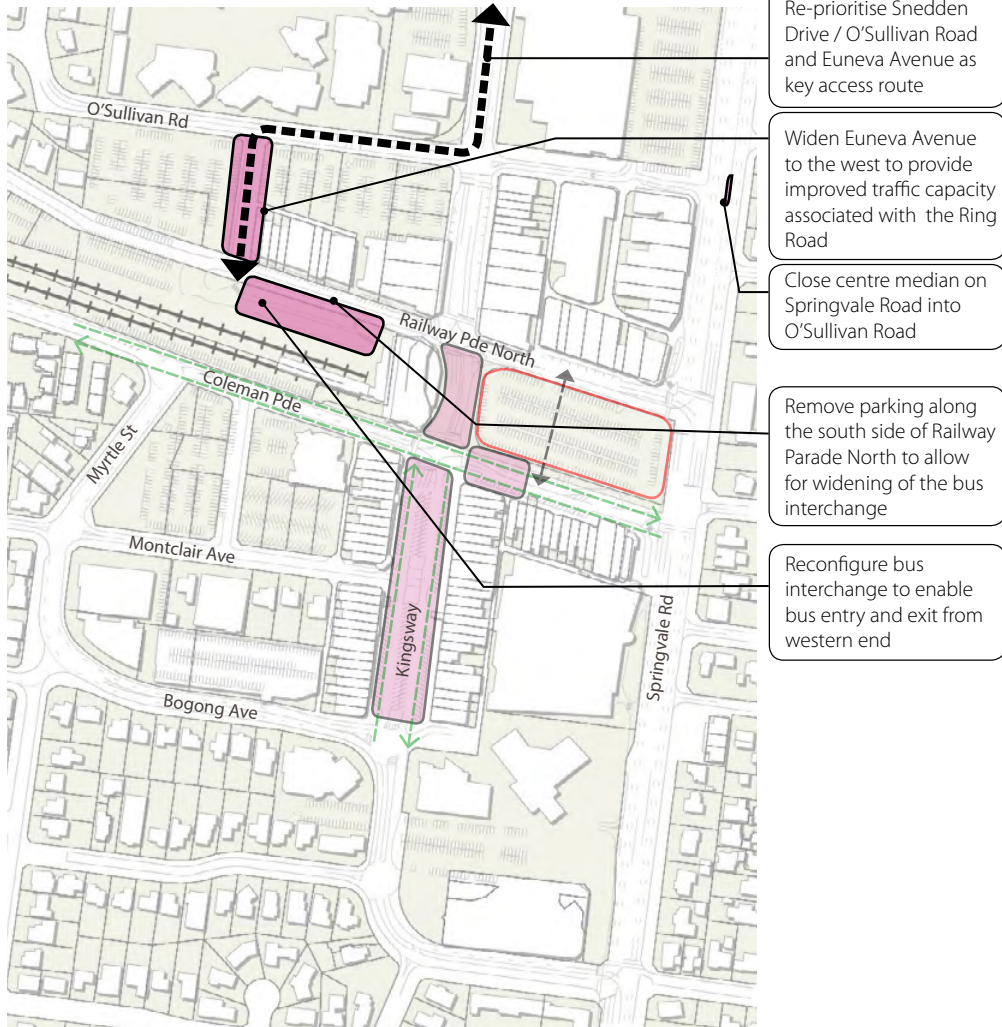 Re-prioritise Snedden
Drive / O'Sullivan Road
and Euneva Avenue as
key access route
O'Sullivan Rd
Widen Euneva Avenue
to the west to provide
improved traffic capacity
associated with the Ring
Road
Close centre median on
Springvale Road into
O'Sullivan Road
Railway Pde North
Coleman Pde
Myrtle St
Remove parking along
the south side of Railway
Parade North to allow
for widening of the bus
interchange
Montclair Ave
Reconfigure bus
interchange to enable
bus entry and exit from
western end
Kingsway
Springvale Rd
Bogong Ave